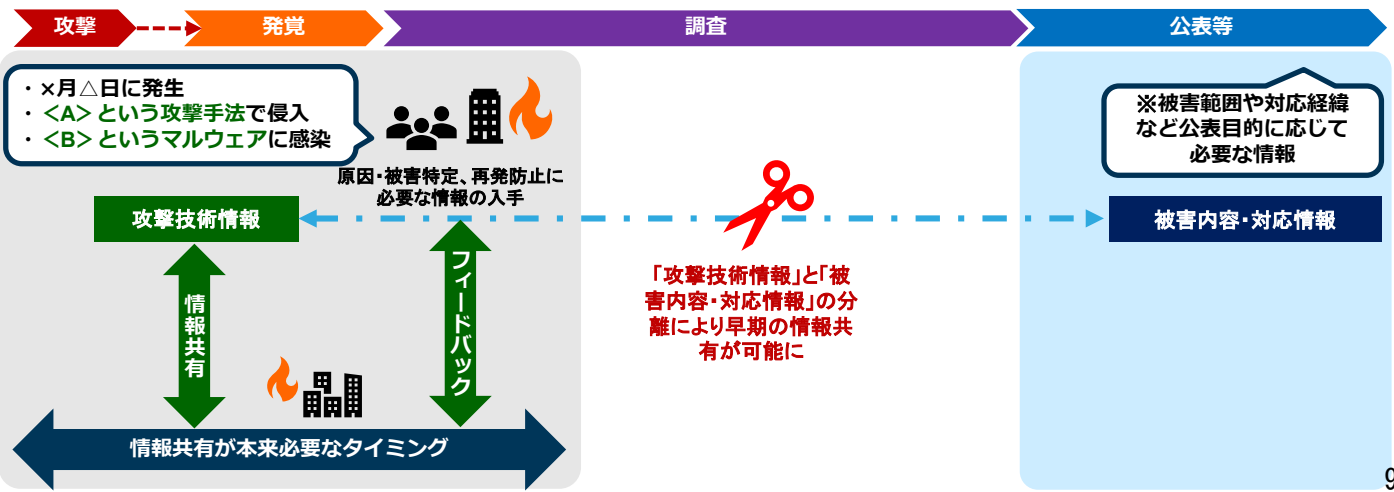 攻撃
発覚
調査
公表等
・ ×月△日に発生
・ <A>という攻撃手法で侵入
・ <B>というマルウェアに感染
原因・被害特定、再発防止に
必要な情報の入手
※被害範囲や対応経緯
など公表目的に応じて
必要な情報
攻撃技術情報
被害内容・対応情報
情報共有
フィードバック
「攻撃技術情報」と「被
害内容・対応情報」の分
離により早期の情報共
有が可能に
情報共有が本来必要なタイミング
9